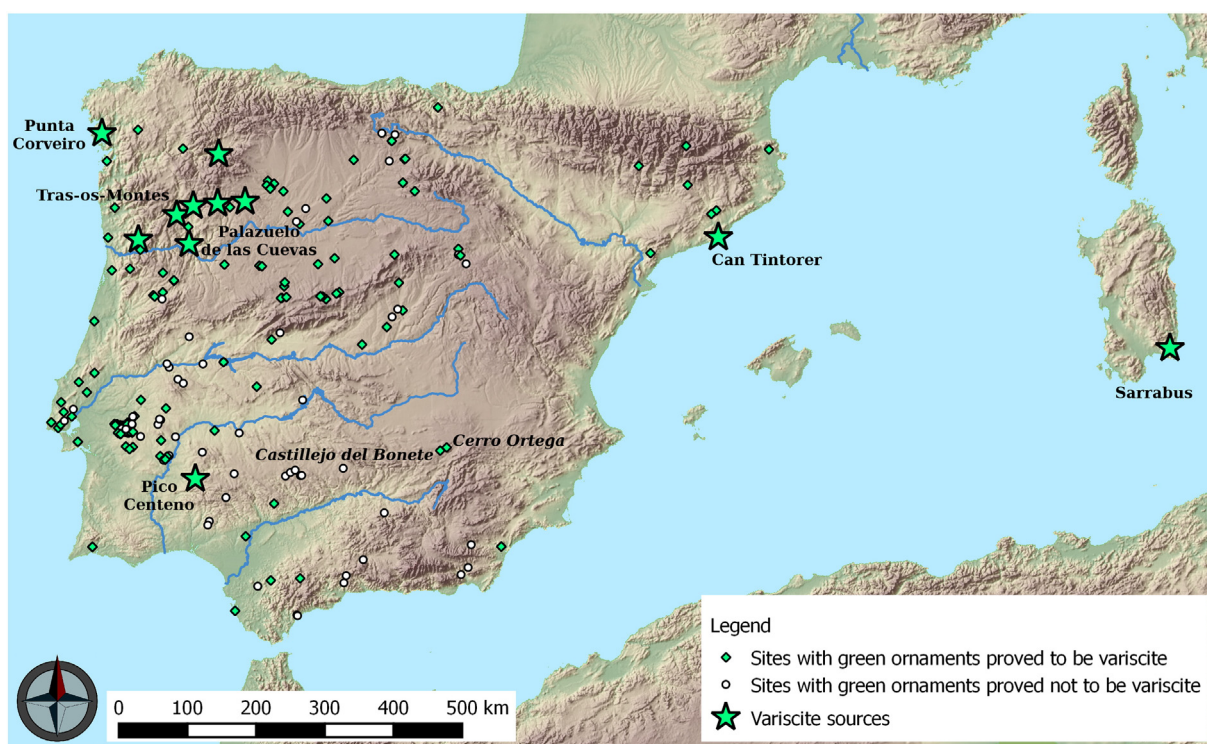 Punta
Corveiro
Tras-os-Montes
Palazuelo
de las Cuevas
Can Tintorer
Sarrabus
Cerro Ortega
Castillejo del Bonete
Pico
Centeno
Legend
Sites with green ornaments proved to be variscite
Sites with green ornaments proved not to be variscite
Variscite sources
0 100 200 300 400 500 km